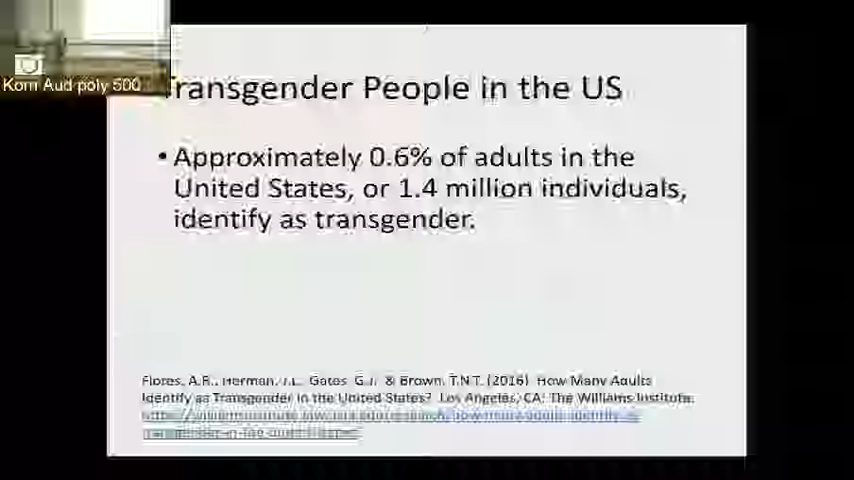 Korn Aud poly 500
Transgender People in the US
• Approximately 0.6% of adults in the
United States, or 1.4 million individuals,
identify as transgender.
Flores, A.R., Herman, J.L., Gates, G.J., & Brown, T.N.T. (2016) How Many Adults
Identify as Transgender in the United States? Los Angeles, CA: The Williams Institute.